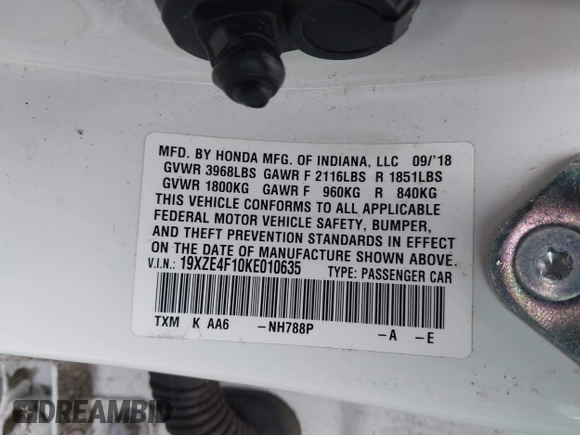 MFD. BY HONDA MFG. OF INDIANA, LLC 09/'18
GVWR 3968LBS GAWR F 2116LBS R 1851LBS
GVWR 1800KG GAWR F 960KG R 840KG
THIS VEHICLE CONFORMS TO ALL APPLICABLE
FEDERAL MOTOR VEHICLE SAFETY, BUMPER,
AND THEFT PREVENTION STANDARDS IN EFFECT
ON THE DATE OF MANUFACTURE SHOWN ABOVE.
V.I.N.: 19XZE4F10KE010635 TYPE: PASSENGER CAR
TXM K AA6 -NH788P -A -E
DREAMBID